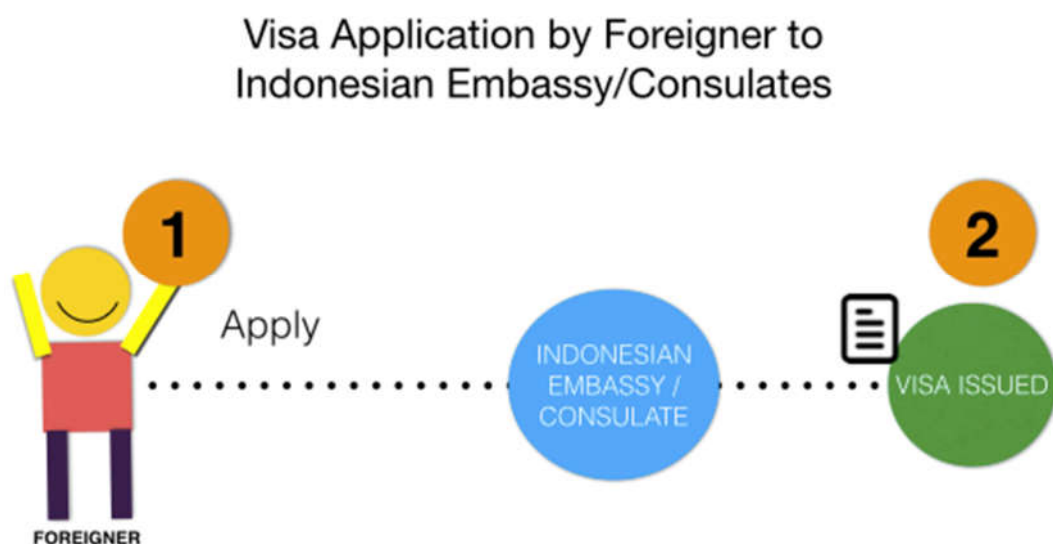 Visa Application by Foreigner to
Indonesian Embassy/Consulates
1
2
Apply
INDONESIAN
EMBASSY /
CONSULATE
VISA ISSUED
FOREIGNER